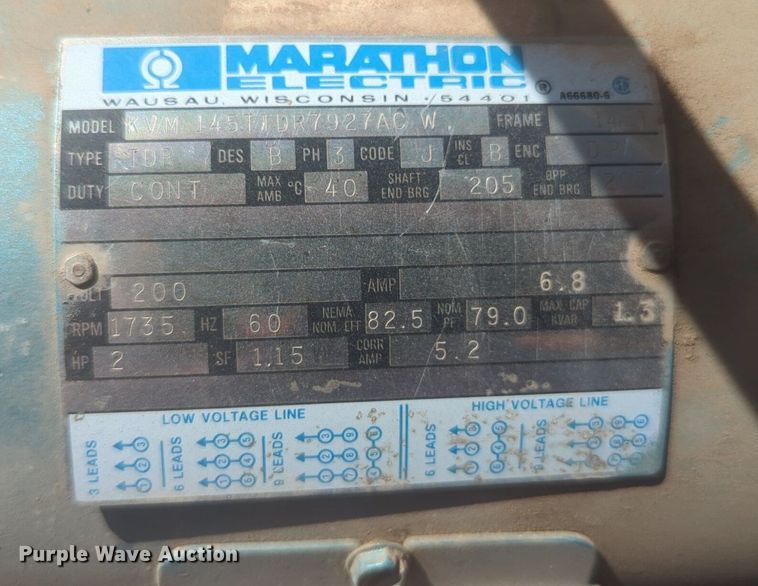 MARATHON
ELECTRIC ®
WAUSAU, WISCONSIN 54401 A66680-6
MODEL KVM 145TTDR7927AC W FRAME
TYPE TDR DES B PH 3 CODE J INS CL B ENC
DUTY CONT MAX AMB °C 40 SHAFT END BRG 205 OPP END BRG
VOLT 200 AMP 6.8
RPM 1735 HZ 60 NEMA NOM. EFF 82.5 NOM PF 79.0 MAX. CAP KVAR 1.3
HP 2 SF 1.15 CORR AMP 5.2
LOW VOLTAGE LINE HIGH VOLTAGE LINE
3 LEADS 6 LEADS 9 LEADS 6 LEADS 9 LEADS
Purple Wave Auction